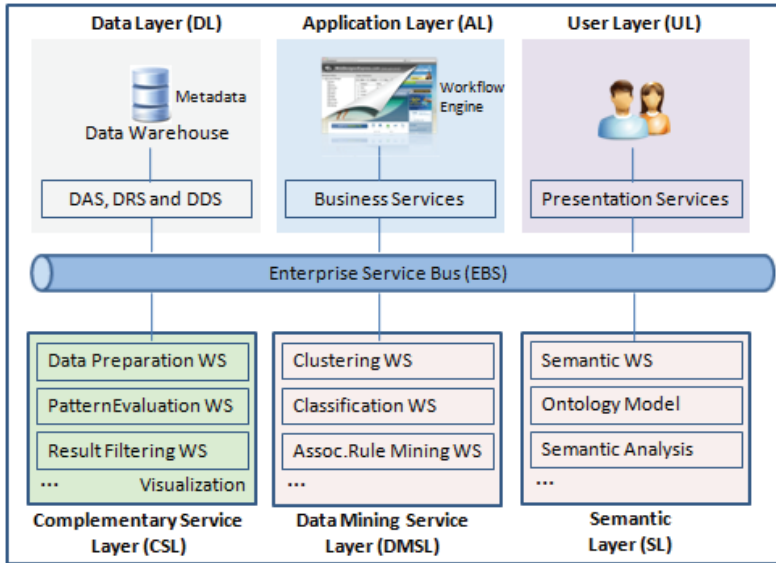 Data Layer (DL)
Application Layer (AL)
User Layer (UL)
Metadata
Data Warehouse
Workflow
Engine
DAS, DRS and DDS
Business Services
Presentation Services
Enterprise Service Bus (EBS)
Data Preparation WS
PatternEvaluation WS
Result Filtering WS
... Visualization
Clustering WS
Classification WS
Assoc.Rule Mining WS
...
Semantic WS
Ontology Model
Semantic Analysis
...
Complementary Service
Layer (CSL)
Data Mining Service
Layer (DMSL)
Semantic
Layer (SL)